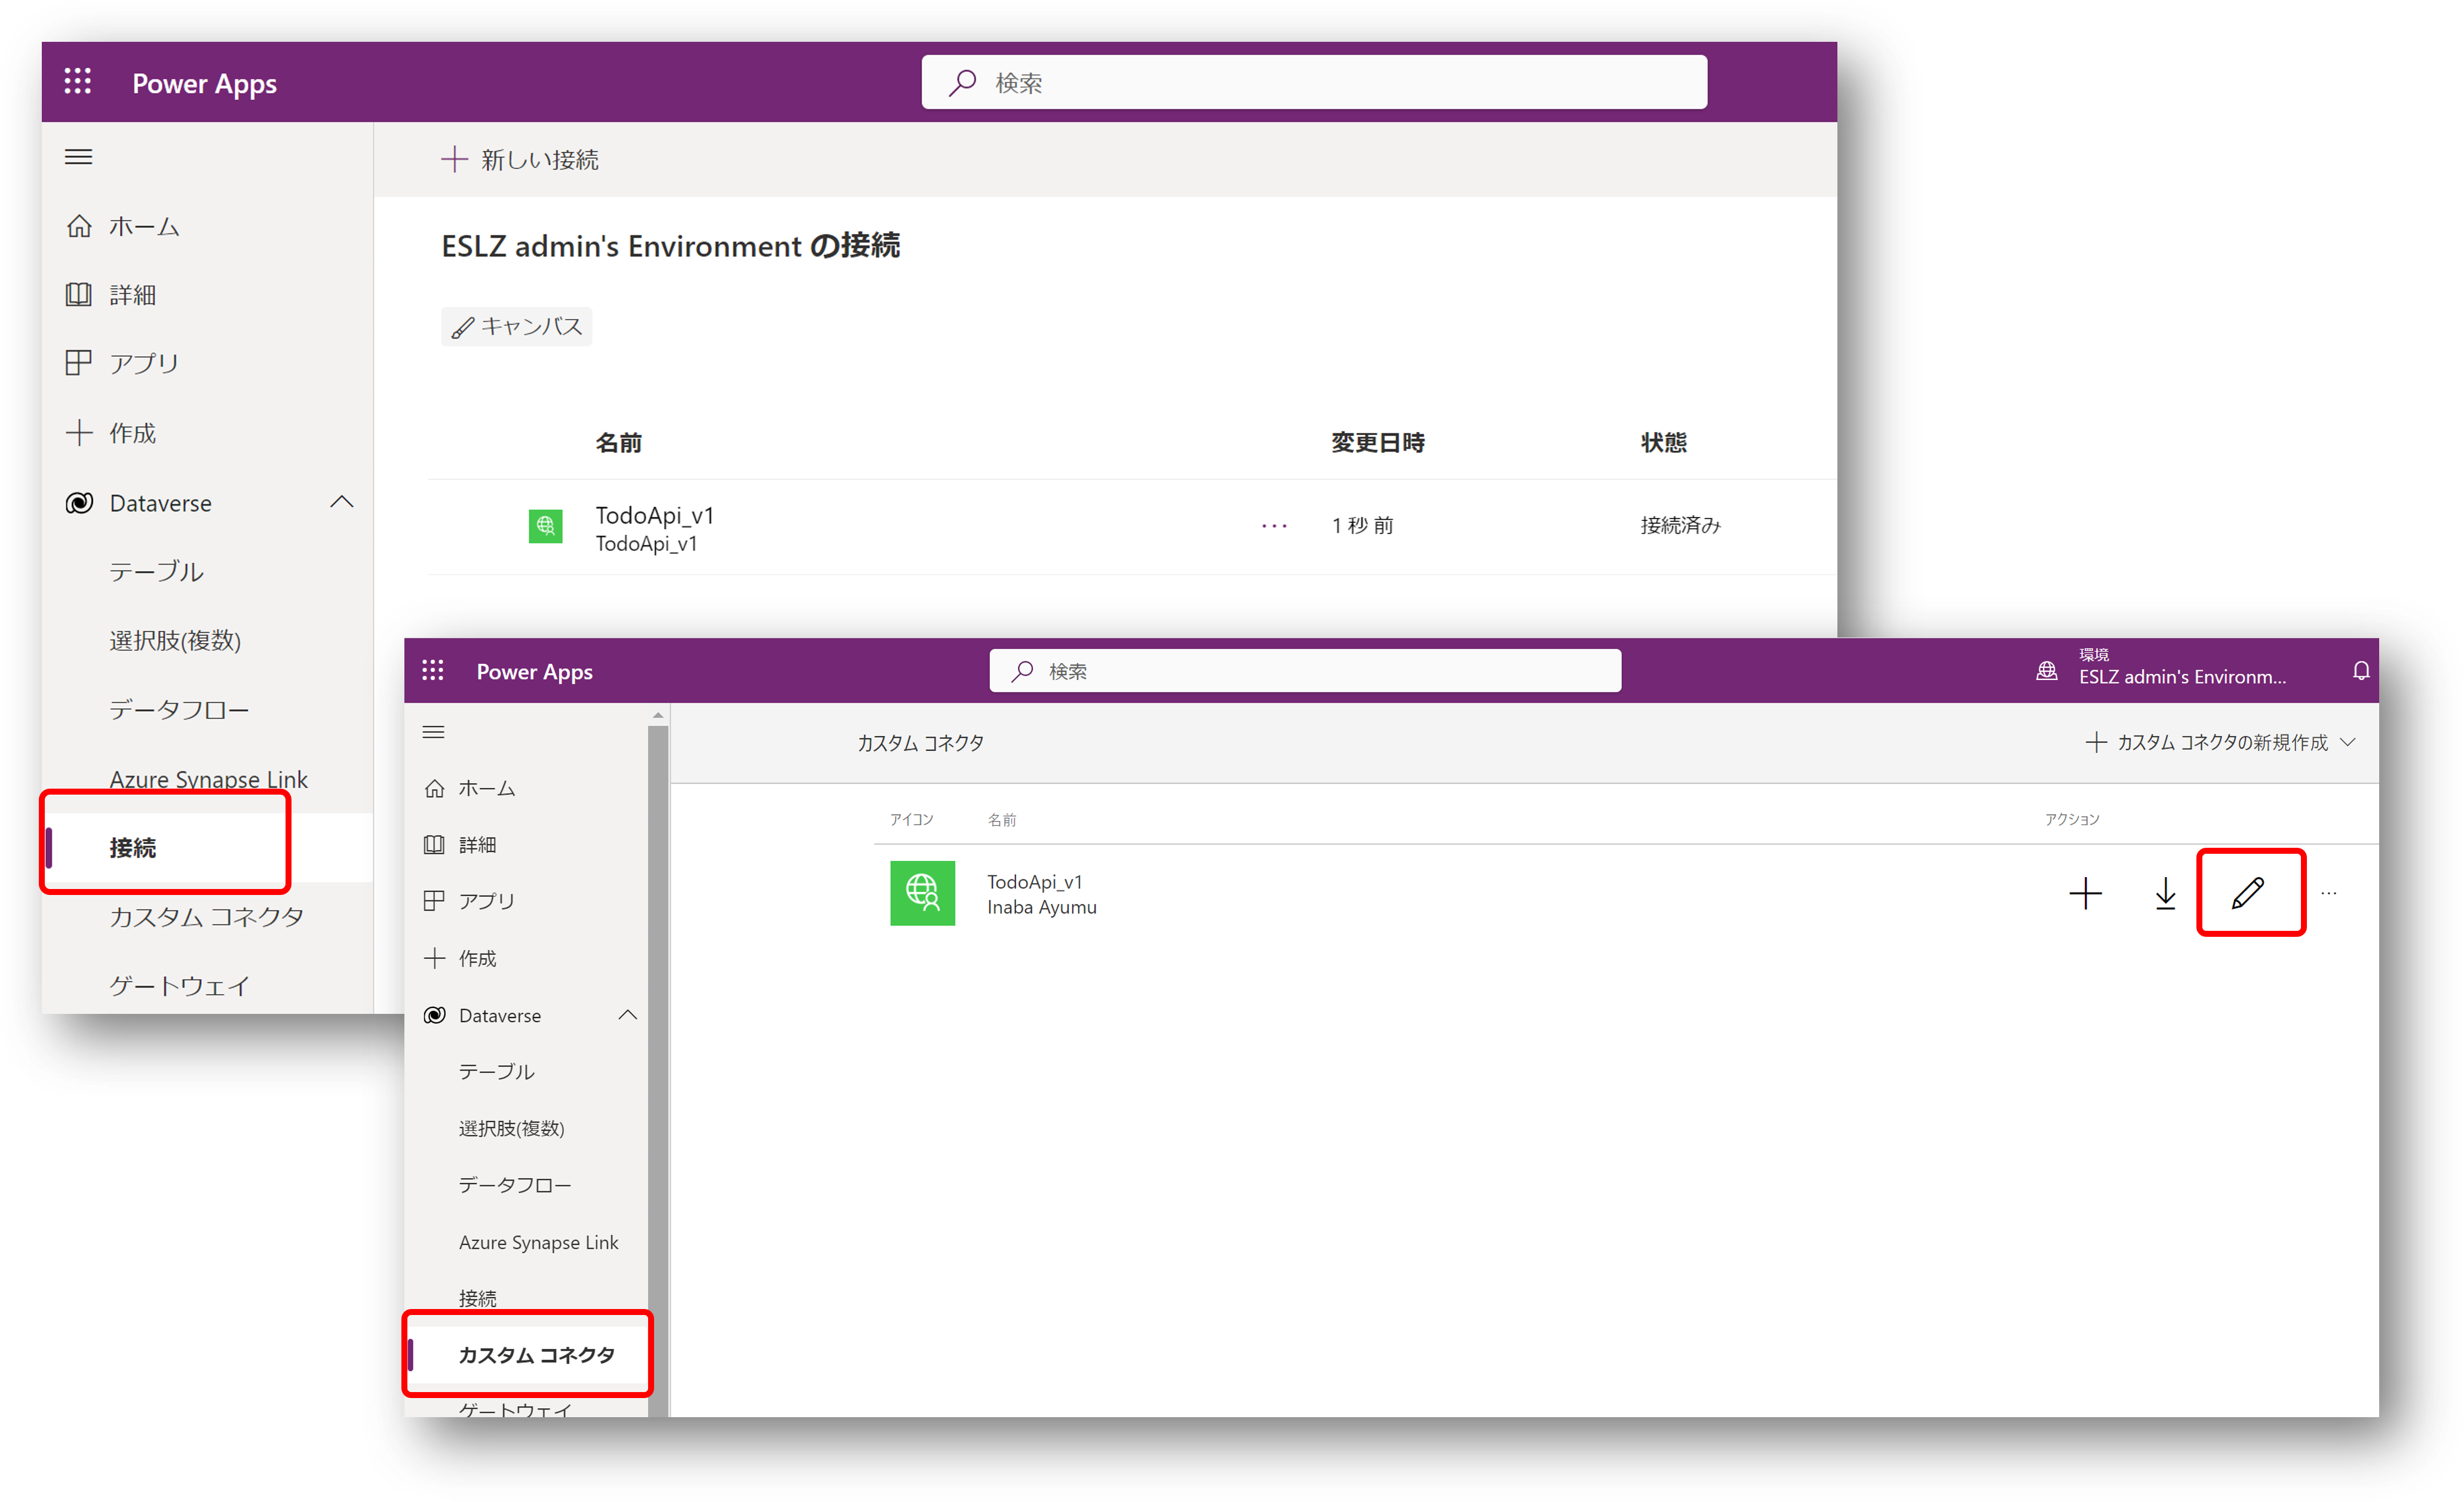 Power Apps
検索
新しい接続
ホーム
詳細
アプリ
作成
Dataverse
テーブル
選択肢(複数)
データフロー
Azure Synapse Link
接続
カスタム コネクタ
ゲートウェイ
ESLZ admin's Environment の接続
キャンバス
名前 変更日時 状態
TodoApi_v1
TodoApi_v1
… 1 秒 前 接続済み
Power Apps
検索
環境
ESLZ admin's Environm...
カスタム コネクタ
カスタム コネクタの新規作成
ホーム
詳細
アプリ
作成
Dataverse
テーブル
選択肢(複数)
データフロー
Azure Synapse Link
接続
カスタム コネクタ
ゲートウェイ
アイコン 名前 アクション
TodoApi_v1
Inaba Ayumu
…